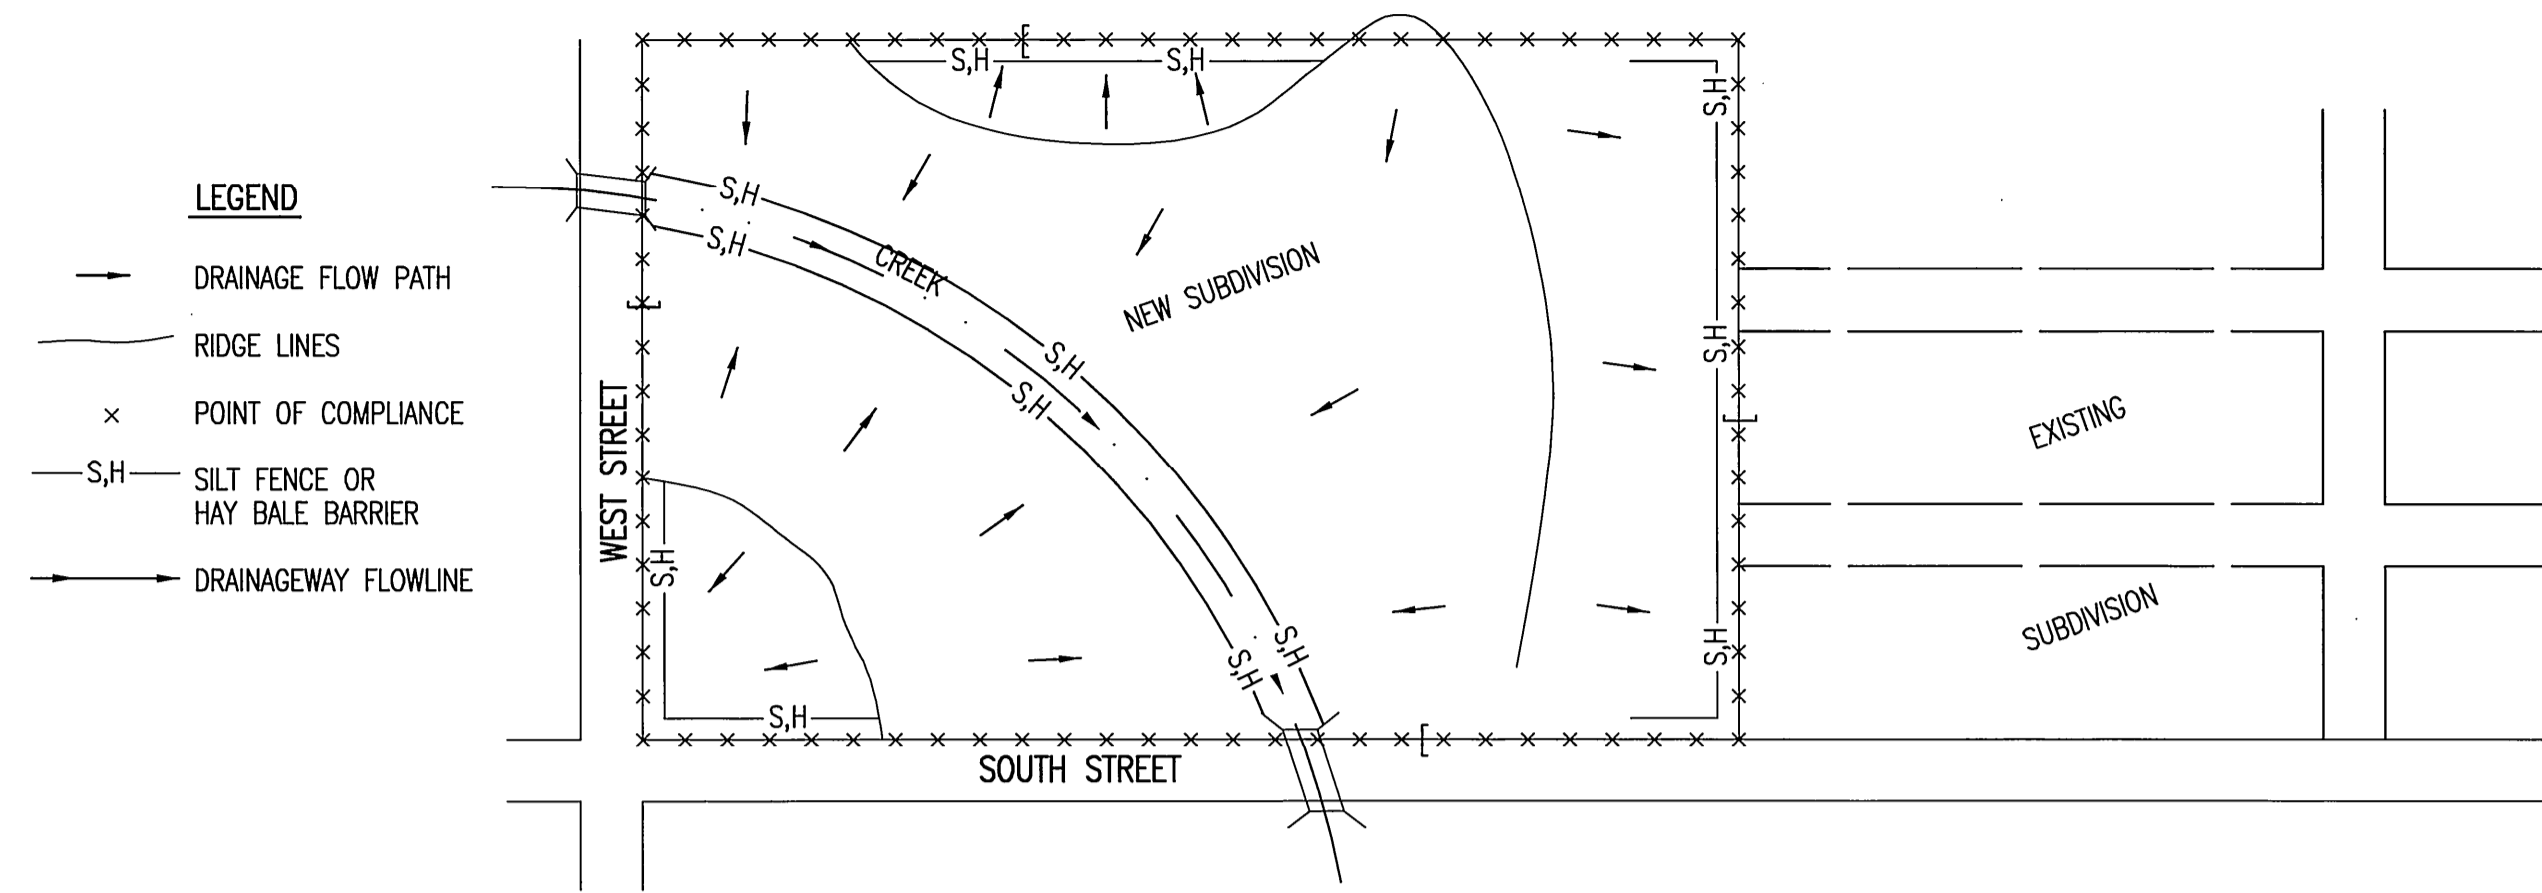 LEGEND
DRAINAGE FLOW PATH
RIDGE LINES
POINT OF COMPLIANCE
S,H
SILT FENCE OR
HAY BALE BARRIER
DRAINAGEWAY FLOWLINE
S,H
S,H
S,H
S,H
S,H
CREEK
NEW SUBDIVISION
S,H
S,H
S,H
WEST STREET
EXISTING
S,H
S,H
S,H
S,H
S,H
SUBDIVISION
SOUTH STREET